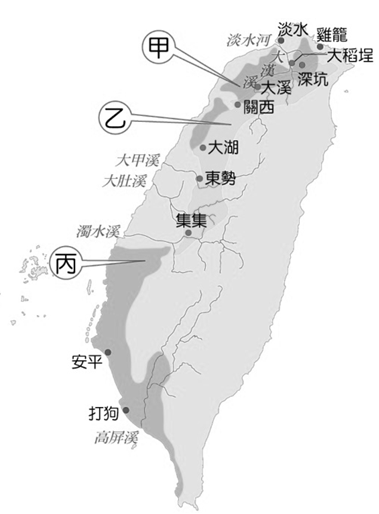 淡水
雞籠
淡水河
甲
大稻埕
大漢溪
深坑
大溪
關西
乙
大湖
大甲溪
東勢
大肚溪
集集
濁水溪
丙
安平
打狗
高屏溪